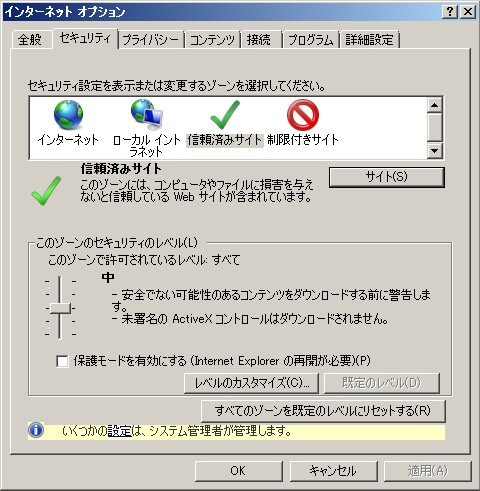 インターネット オプション
全般 セキュリティ プライバシー コンテンツ 接続 プログラム 詳細設定
セキュリティ設定を表示または変更するゾーンを選択してください。
インターネット ローカル イントラネット 信頼済みサイト 制限付きサイト
信頼済みサイト
サイト(S)
このゾーンには、コンピュータやファイルに損害を与え
ないと信頼している Web サイトが含まれています。
このゾーンのセキュリティのレベル(L)
このゾーンで許可されているレベル: すべて
中
- 安全でない可能性のあるコンテンツをダウンロードする前に警告しま
す。
- 未署名の ActiveX コントロールはダウンロードされません。
保護モードを有効にする (Internet Explorer の再開が必要)(P)
レベルのカスタマイズ(C)... 既定のレベル(D)
すべてのゾーンを既定のレベルにリセットする(R)
いくつかの設定は、システム管理者が管理します。
OK キャンセル 適用(A)